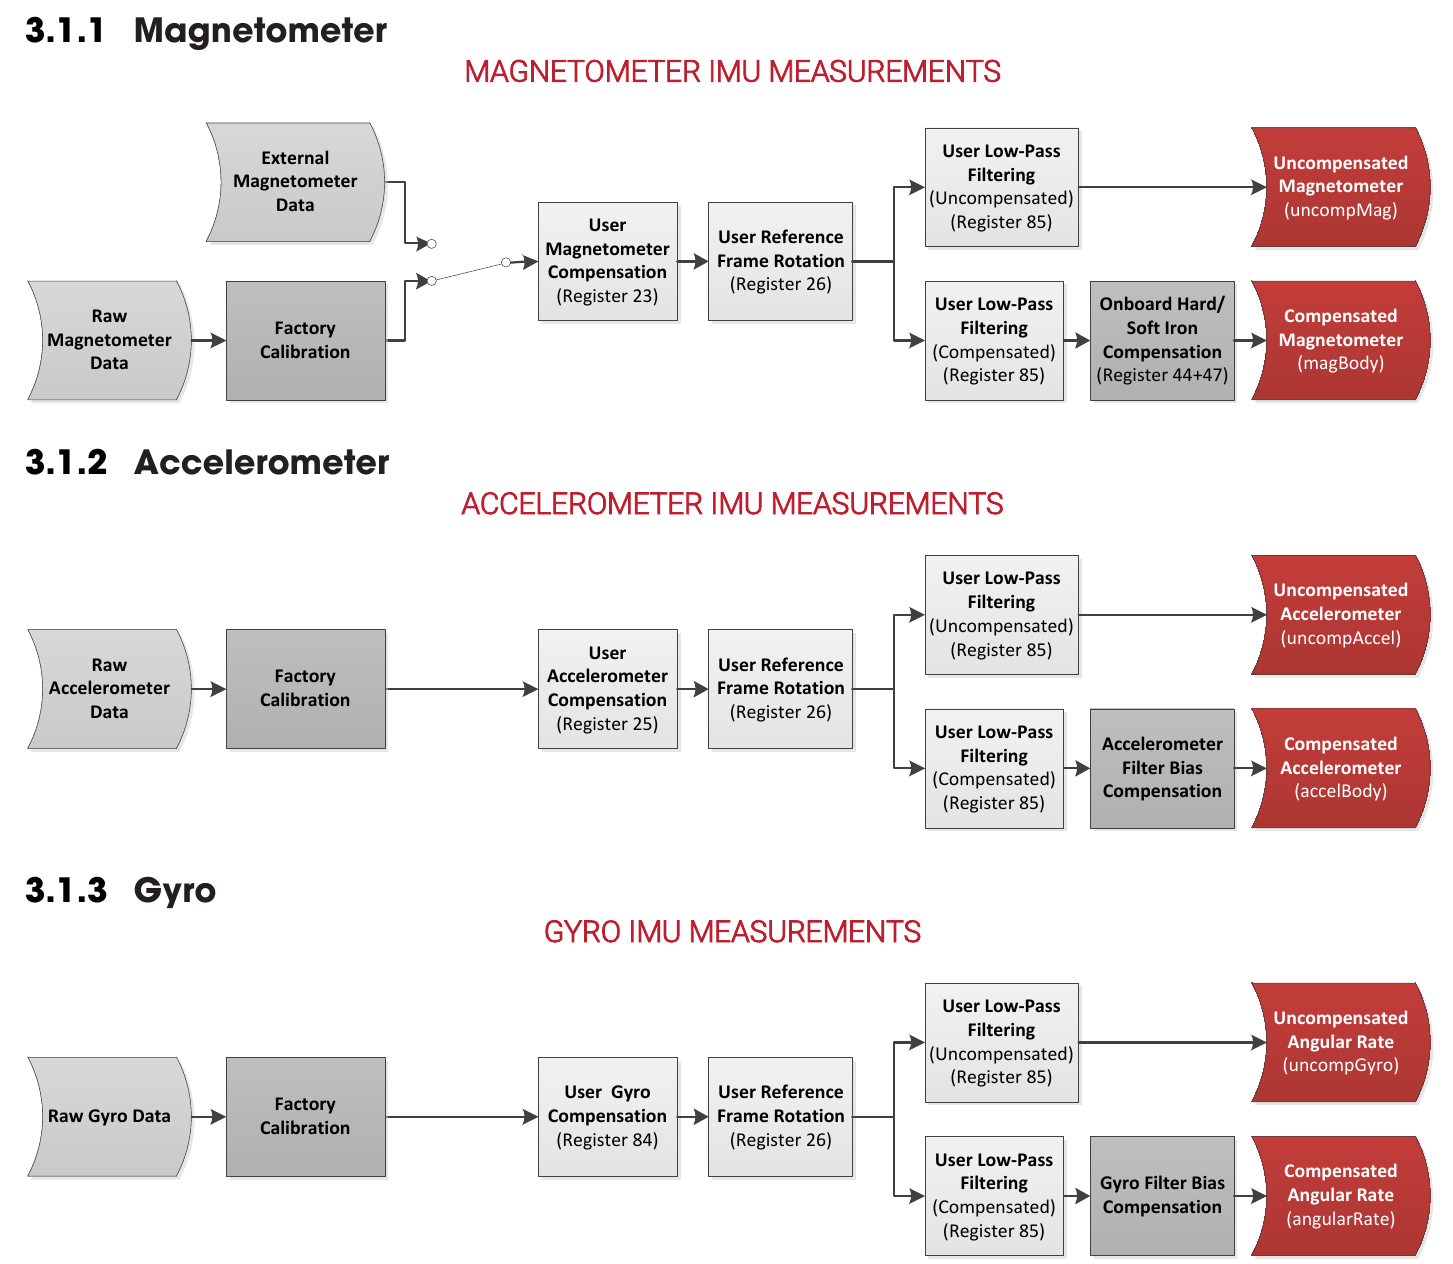 3.1.1 Magnetometer
MAGNETOMETER IMU MEASUREMENTS
External
Magnetometer
Data
Raw
Magnetometer
Data
Factory
Calibration
User
Magnetometer
Compensation
(Register 23)
User Reference
Frame Rotation
(Register 26)
User Low-Pass
Filtering
(Uncompensated)
(Register 85)
Uncompensated
Magnetometer
(uncompMag)
User Low-Pass
Filtering
(Compensated)
(Register 85)
Onboard Hard/
Soft Iron
Compensation
(Register 44+47)
Compensated
Magnetometer
(magBody)
3.1.2 Accelerometer
ACCELEROMETER IMU MEASUREMENTS
Raw
Accelerometer
Data
Factory
Calibration
User
Accelerometer
Compensation
(Register 25)
User Reference
Frame Rotation
(Register 26)
User Low-Pass
Filtering
(Uncompensated)
(Register 85)
Uncompensated
Accelerometer
(uncompAccel)
User Low-Pass
Filtering
(Compensated)
(Register 85)
Accelerometer
Filter Bias
Compensation
Compensated
Accelerometer
(accelBody)
3.1.3 Gyro
GYRO IMU MEASUREMENTS
Raw Gyro Data
Factory
Calibration
User Gyro
Compensation
(Register 84)
User Reference
Frame Rotation
(Register 26)
User Low-Pass
Filtering
(Uncompensated)
(Register 85)
Uncompensated
Angular Rate
(uncompGyro)
User Low-Pass
Filtering
(Compensated)
(Register 85)
Gyro Filter Bias
Compensation
Compensated
Angular Rate
(angularRate)